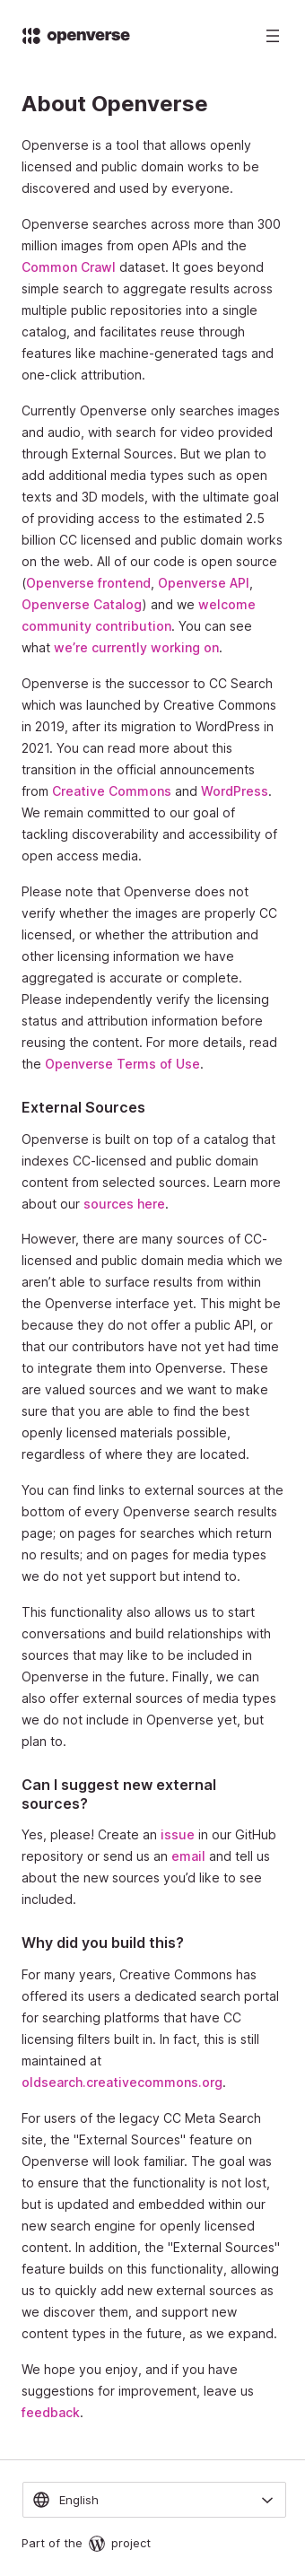 openverse
About Openverse
Openverse is a tool that allows openly
licensed and public domain works to be
discovered and used by everyone.
Openverse searches across more than 300
million images from open APIs and the
Common Crawl dataset. It goes beyond
simple search to aggregate results across
multiple public repositories into a single
catalog, and facilitates reuse through
features like machine-generated tags and
one-click attribution.
Currently Openverse only searches images
and audio, with search for video provided
through External Sources. But we plan to
add additional media types such as open
texts and 3D models, with the ultimate goal
of providing access to the estimated 2.5
billion CC licensed and public domain works
on the web. All of our code is open source
(Openverse frontend, Openverse API,
Openverse Catalog) and we welcome
community contribution. You can see
what we’re currently working on.
Openverse is the successor to CC Search
which was launched by Creative Commons
in 2019, after its migration to WordPress in
2021. You can read more about this
transition in the official announcements
from Creative Commons and WordPress.
We remain committed to our goal of
tackling discoverability and accessibility of
open access media.
Please note that Openverse does not
verify whether the images are properly CC
licensed, or whether the attribution and
other licensing information we have
aggregated is accurate or complete.
Please independently verify the licensing
status and attribution information before
reusing the content. For more details, read
the Openverse Terms of Use.
External Sources
Openverse is built on top of a catalog that
indexes CC-licensed and public domain
content from selected sources. Learn more
about our sources here.
However, there are many sources of CC-
licensed and public domain media which we
aren’t able to surface results from within
the Openverse interface yet. This might be
because they do not offer a public API, or
that our contributors have not yet had time
to integrate them into Openverse. These
are valued sources and we want to make
sure that you are able to find the best
openly licensed materials possible,
regardless of where they are located.
You can find links to external sources at the
bottom of every Openverse search results
page; on pages for searches which return
no results; and on pages for media types
we do not yet support but intend to.
This functionality also allows us to start
conversations and build relationships with
sources that may like to be included in
Openverse in the future. Finally, we can
also offer external sources of media types
we do not include in Openverse yet, but
plan to.
Can I suggest new external
sources?
Yes, please! Create an issue in our GitHub
repository or send us an email and tell us
about the new sources you’d like to see
included.
Why did you build this?
For many years, Creative Commons has
offered its users a dedicated search portal
for searching platforms that have CC
licensing filters built in. In fact, this is still
maintained at
oldsearch.creativecommons.org.
For users of the legacy CC Meta Search
site, the "External Sources" feature on
Openverse will look familiar. The goal was
to ensure that the functionality is not lost,
but is updated and embedded within our
new search engine for openly licensed
content. In addition, the "External Sources"
feature builds on this functionality, allowing
us to quickly add new external sources as
we discover them, and support new
content types in the future, as we expand.
We hope you enjoy, and if you have
suggestions for improvement, leave us
feedback.
English
Part of the project